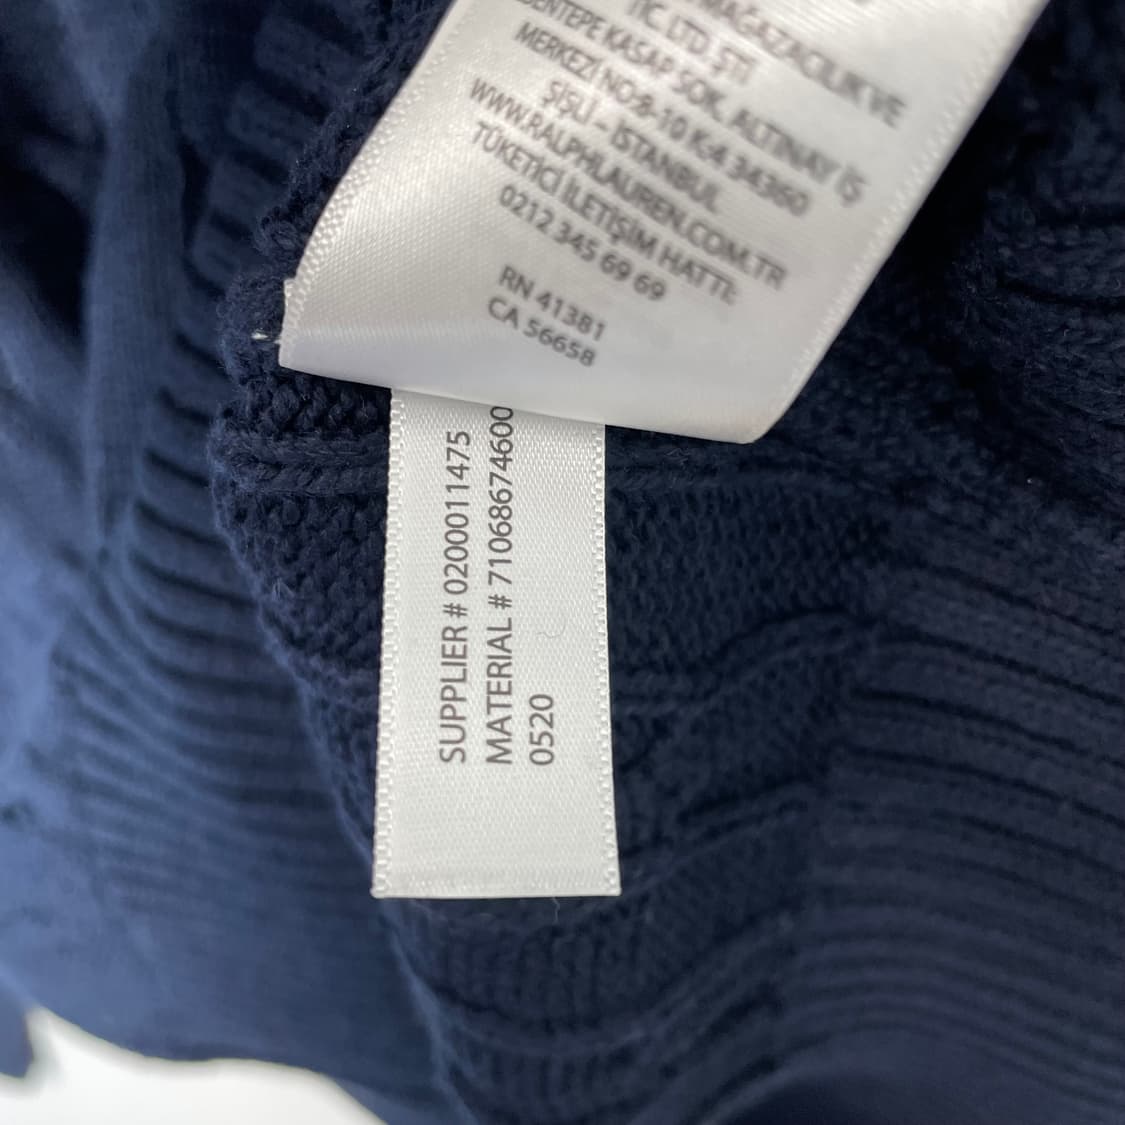 MAĞAZACILIK VE
TİC LTD. ŞTİ
KASAP SOK. ALTINAY İŞ
MERKEZİ NO:8-10 K:4 34360
ŞİŞLİ – İSTANBUL
WWW.RALPHLAUREN.COM.TR
TÜKETİCİ İLETİŞİM HATTI:
0212 345 69 69
RN 41381
CA 56658
SUPPLIER # 0200011475
MATERIAL # 71068674600
0520